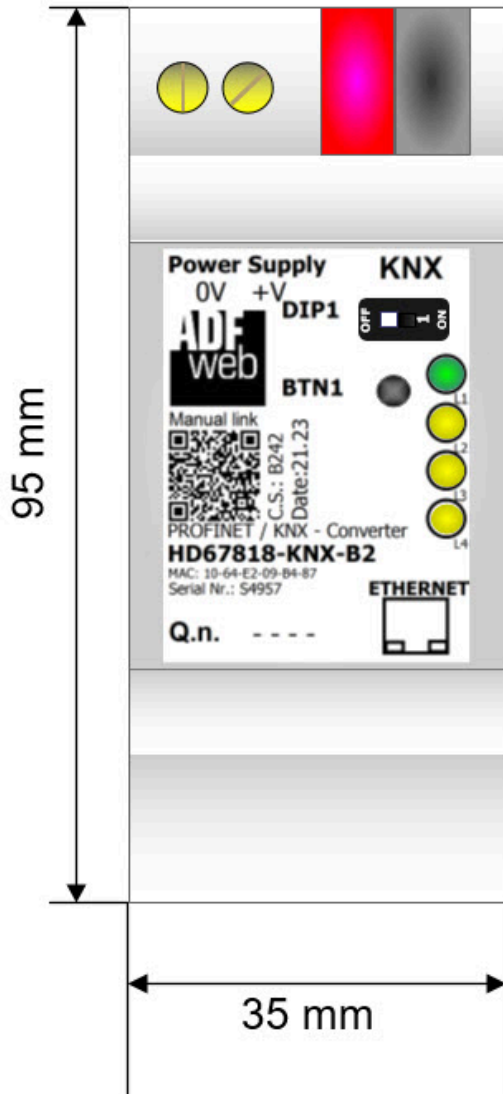 Power Supply
KNX
0V +V
DIP1
OFF 1 ON
ADF
web
BTN1
L1
Manual link
L2
C.S.: B242
Date:21.23
L3
PROFINET / KNX - Converter
L4
HD67818-KNX-B2
MAC: 10-64-E2-09-B4-87
Serial Nr.: S4957
ETHERNET
Q.n. - - - -
95 mm
35 mm